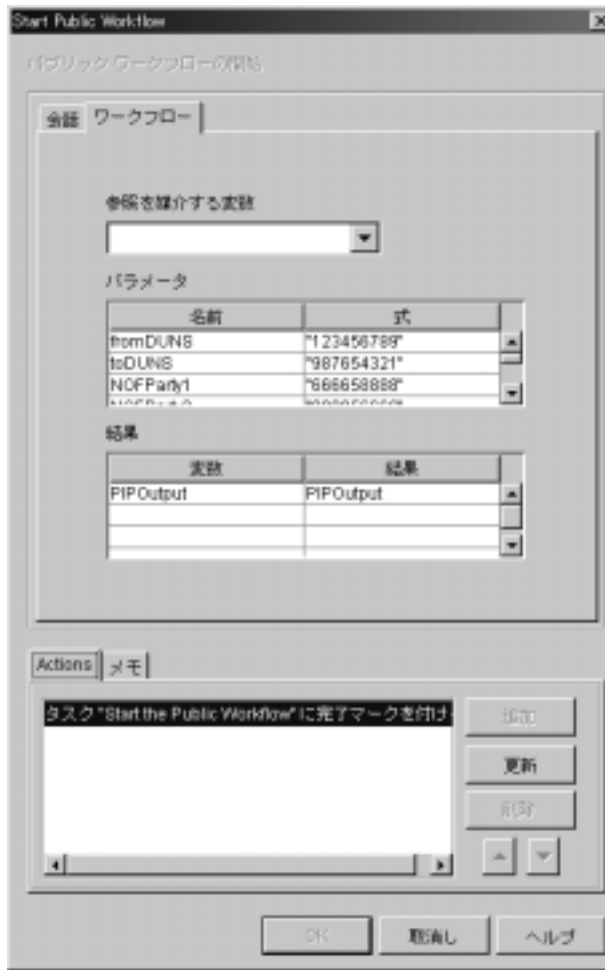 Start Public Workflow
パブリック ワークフローの開始
会話 ワークフロー
参照を媒介する変数
パラメータ
名前 式
fromDUNS "123456789"
toDUNS "987654321"
NOFParty1 "666658888"
結果
変数 結果
PIPOutput PIPOutput
Actions メモ
タスク "Start the Public Workflow" に完了マークを付け
追加
更新
削除
OK 取消し ヘルプ